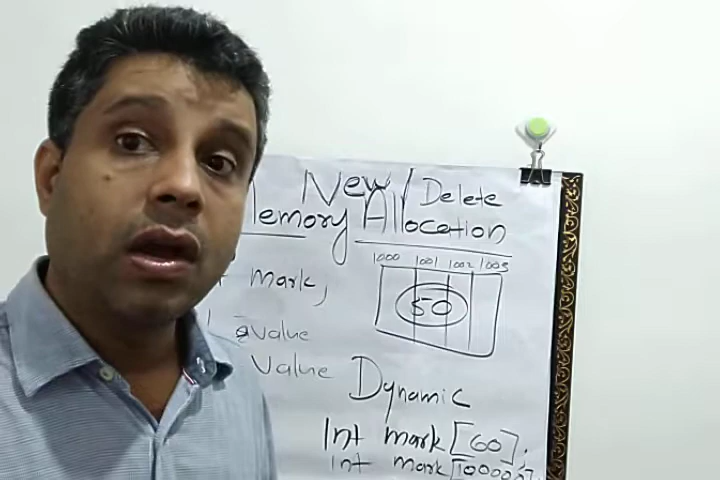 New / Delete
Memory Allocation
1000 1001 1002 1003
mark,
50
value
Value
Dynamic
Int mark[60];
Int mark[10000];